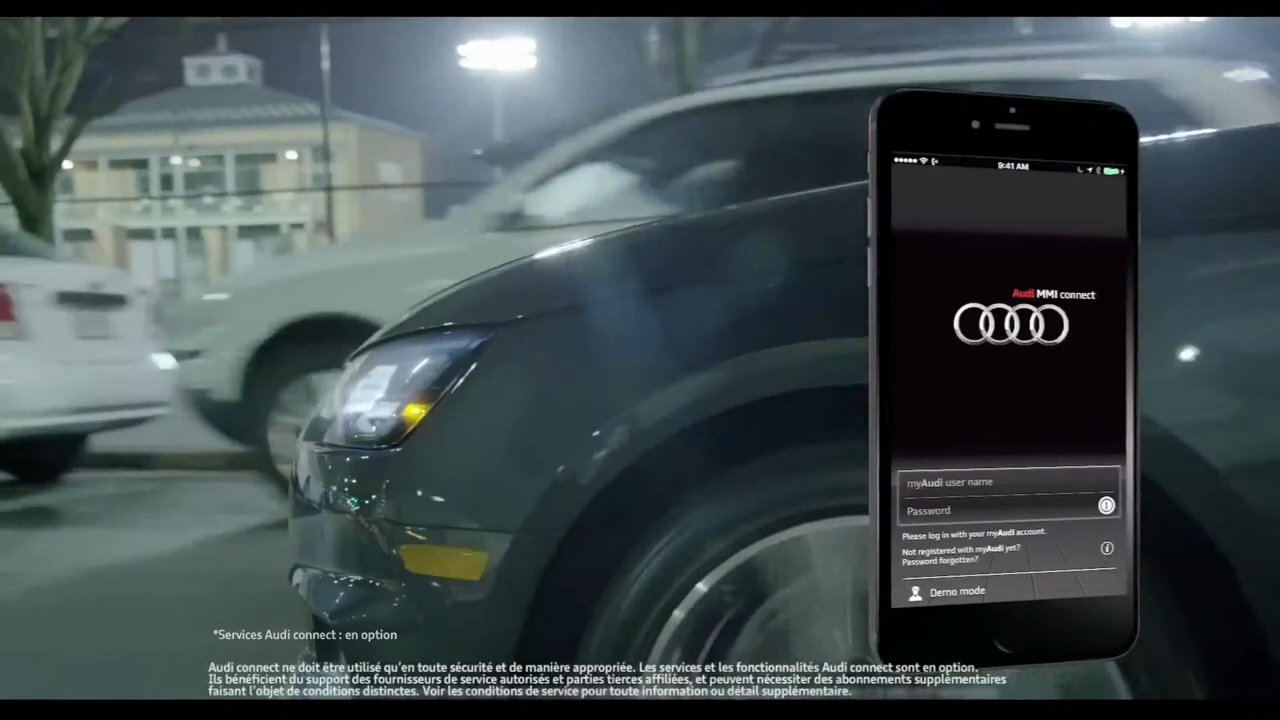 9:41 AM
Audi MMI connect
myAudi user name
Password
Please log in with your myAudi account.
Not registered with myAudi yet?
Password forgotten?
Demo mode
*Services Audi connect : en option
Audi connect ne doit être utilisé qu'en toute sécurité et de manière appropriée. Les services et les fonctionnalités Audi connect sont en option.
Ils bénéficient du support des fournisseurs de service autorisés et parties tierces affiliées, et peuvent nécessiter des abonnements supplémentaires
faisant l'objet de conditions distinctes. Voir les conditions de service pour toute information ou détail supplémentaire.